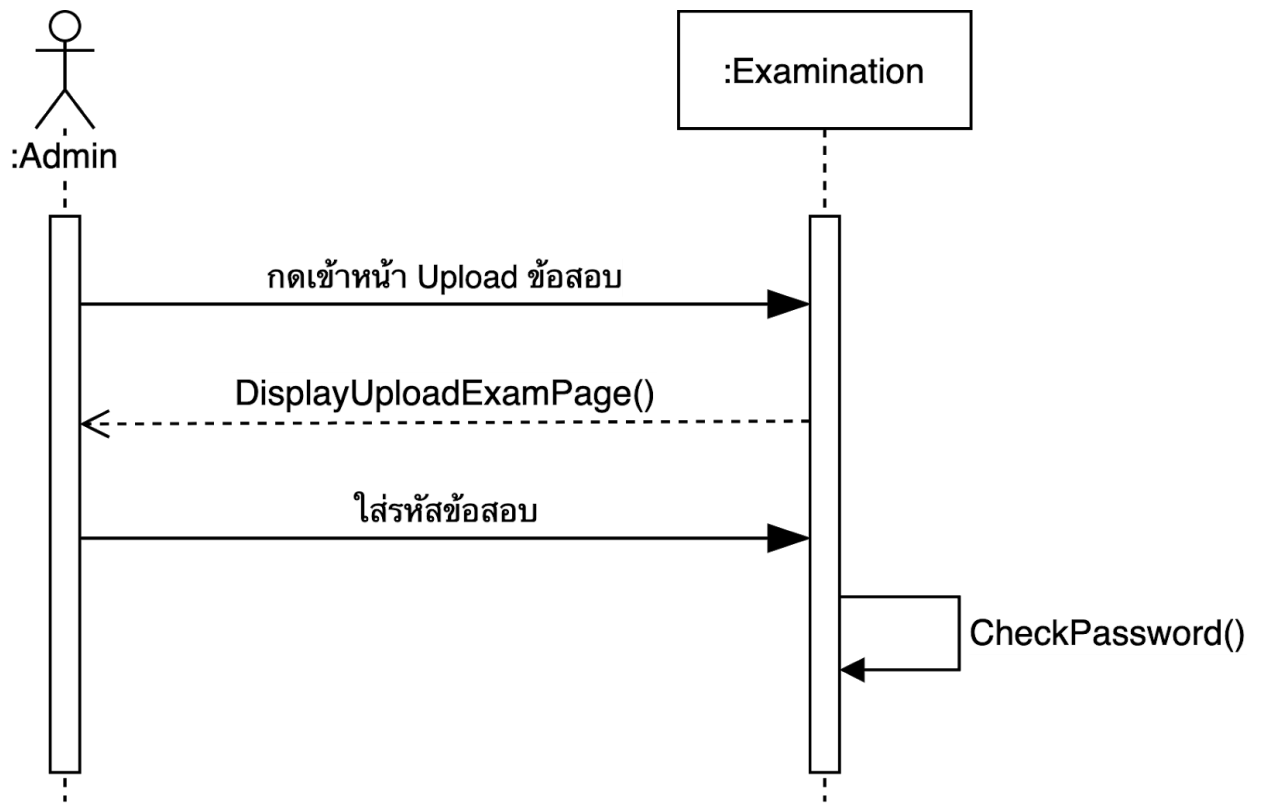 :Examination
:Admin
กดเข้าหน้า Upload ข้อสอบ
DisplayUploadExamPage()
ใส่รหัสข้อสอบ
CheckPassword()